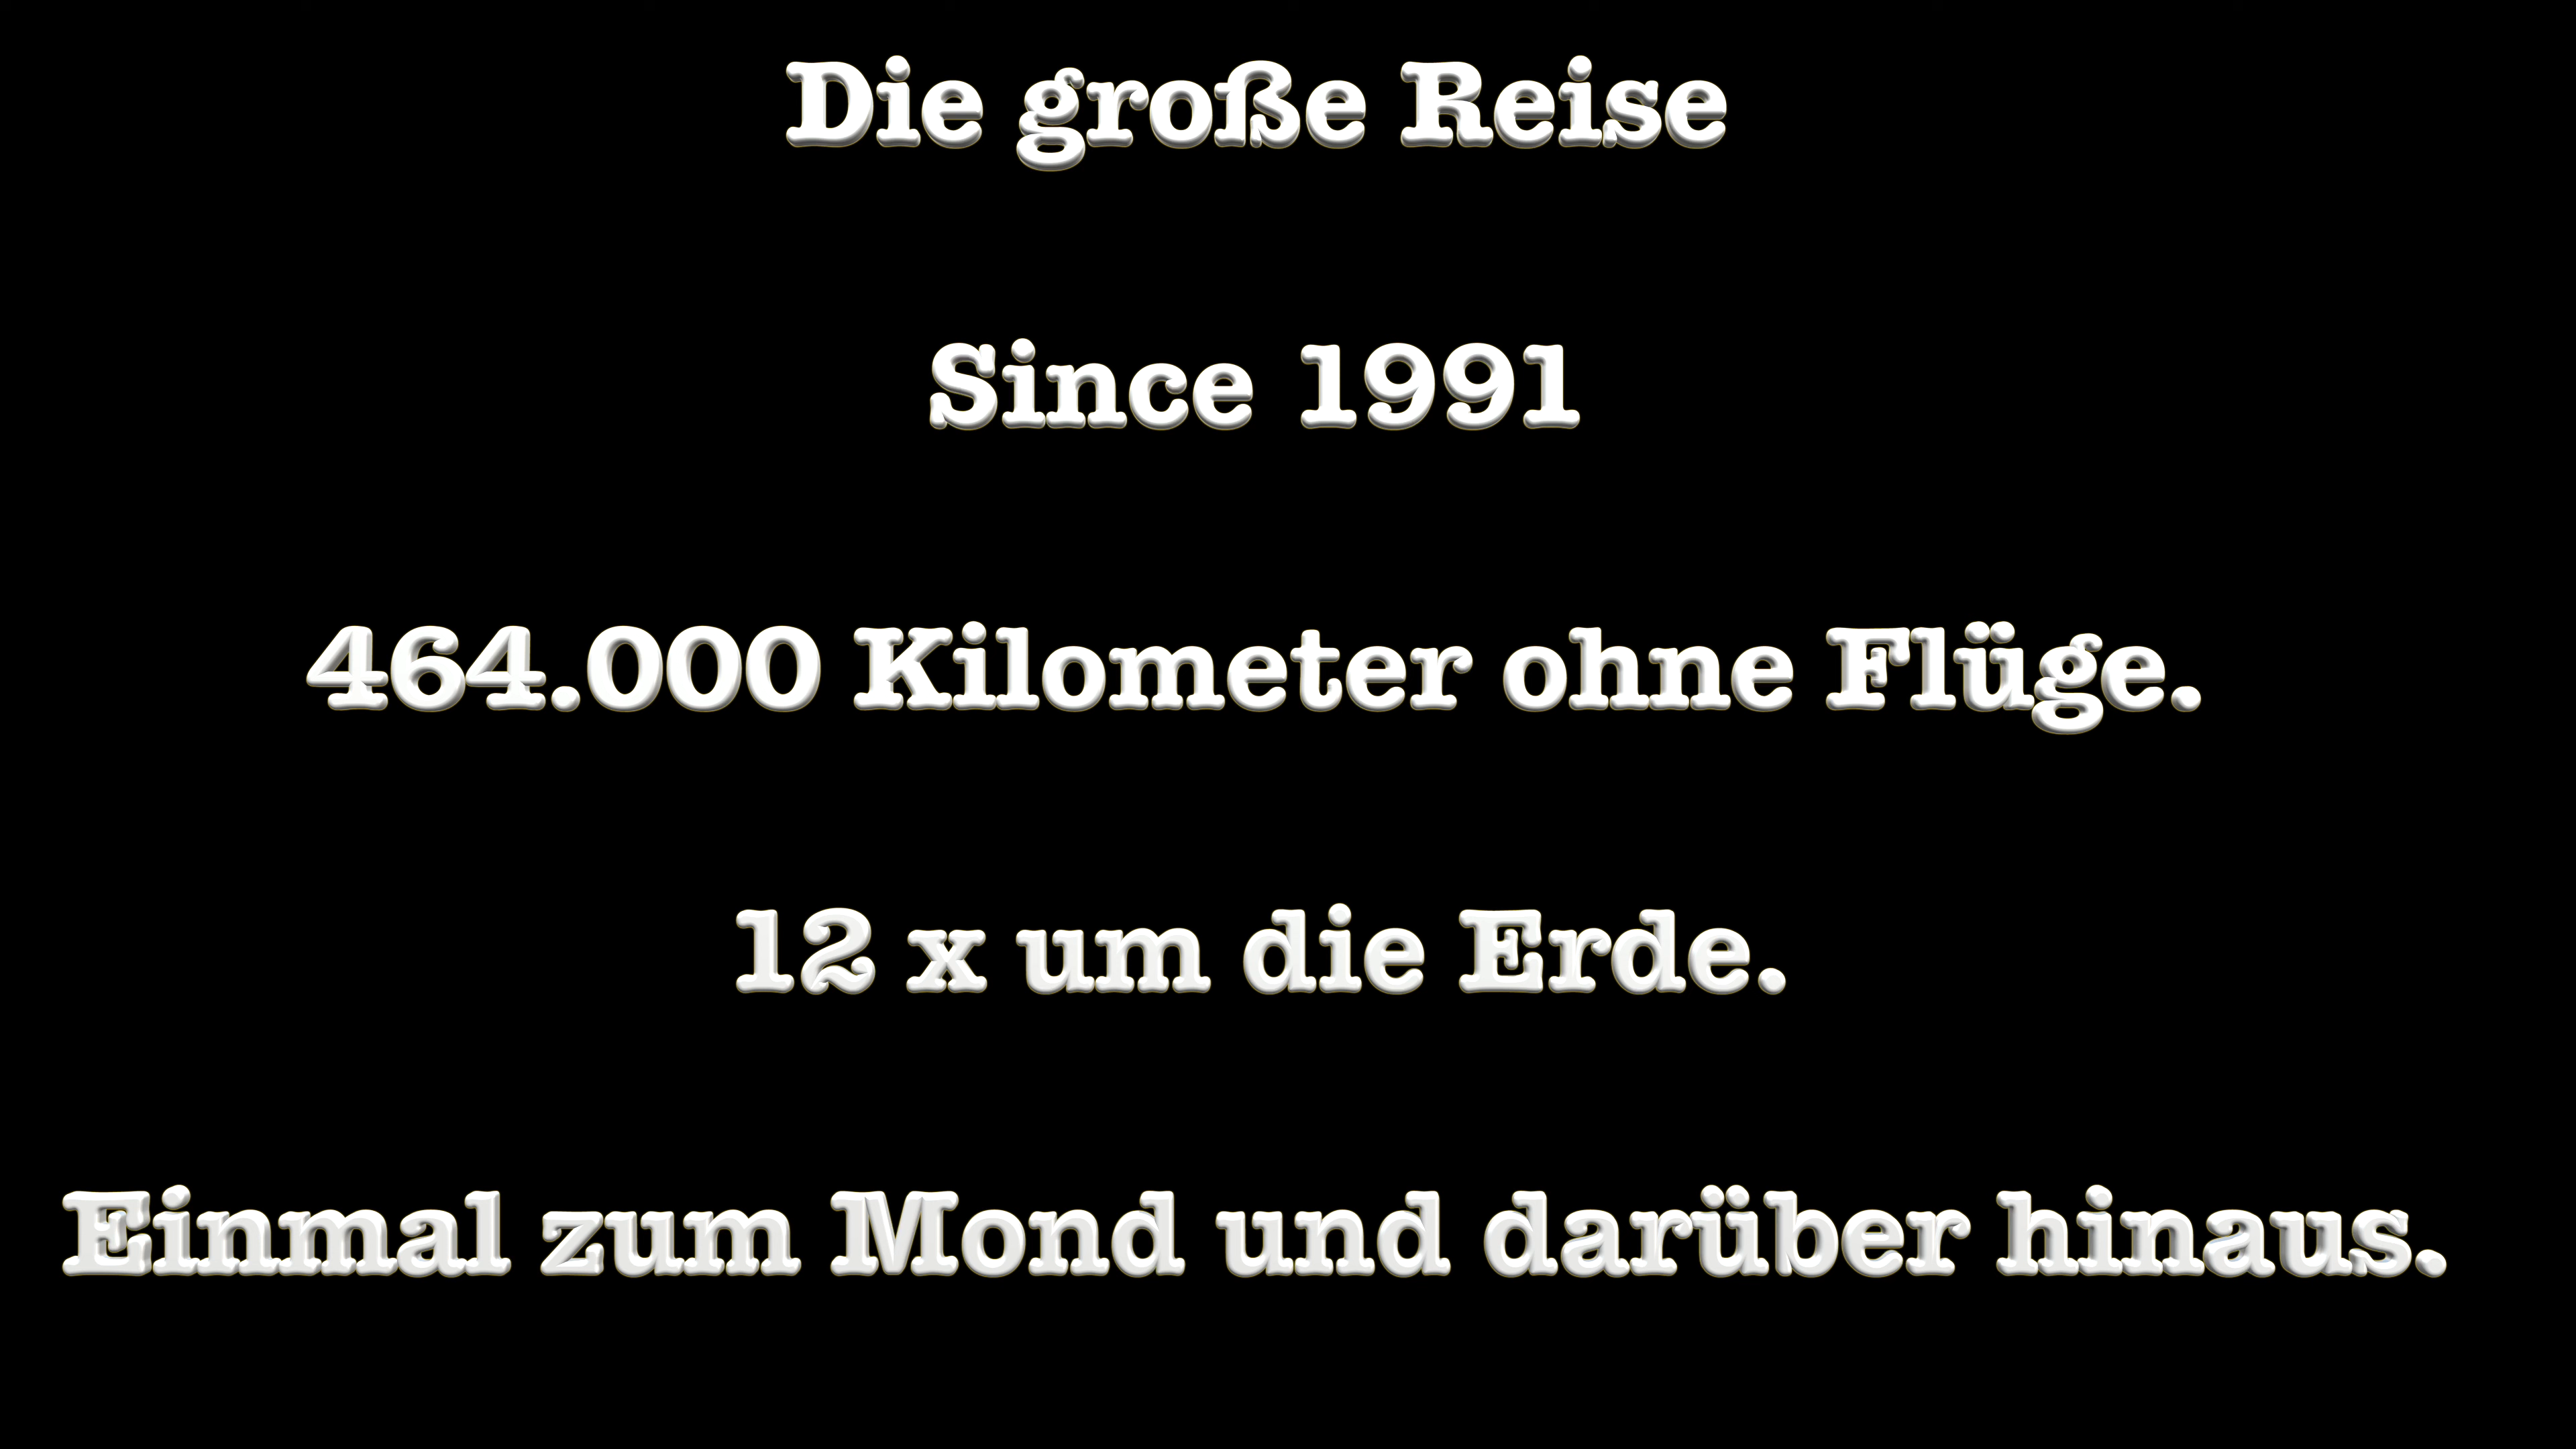 Die große Reise
Since 1991
464.000 Kilometer ohne Flüge.
12 x um die Erde.
Einmal zum Mond und darüber hinaus.